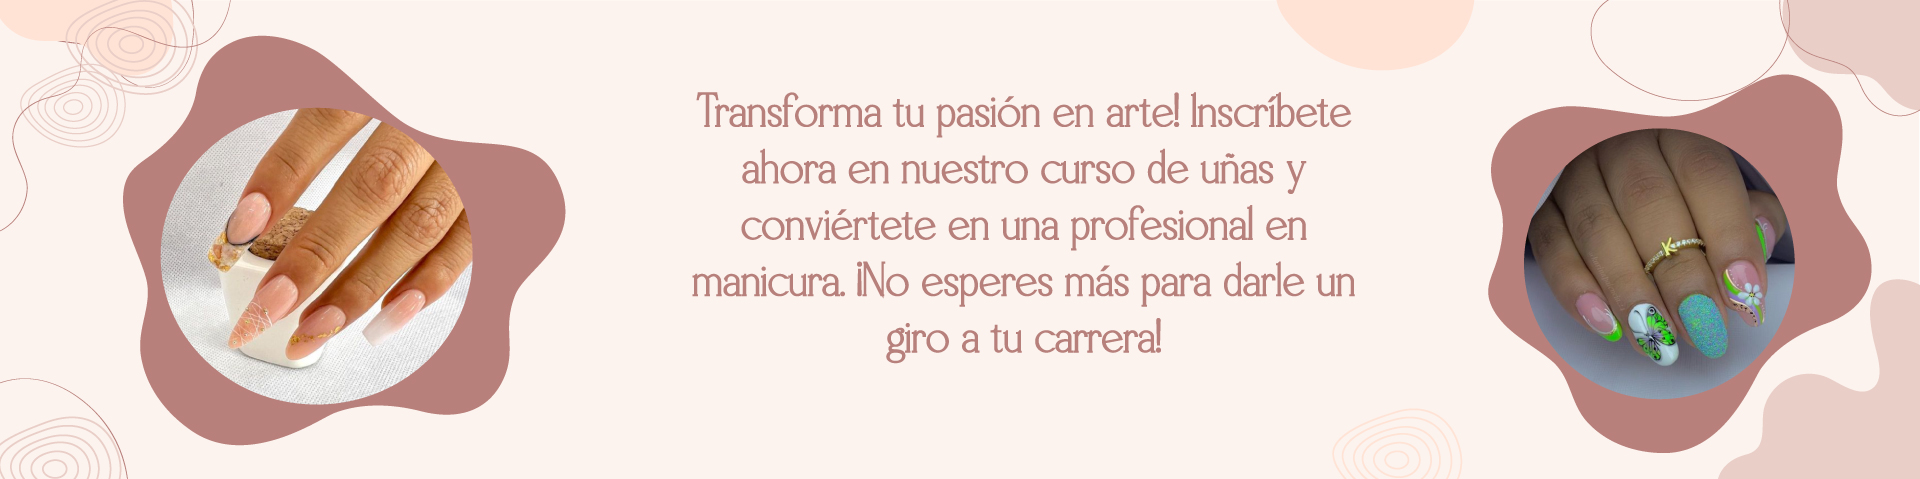 Transforma tu pasión en arte! Inscríbete
ahora en nuestro curso de uñas y
conviértete en una profesional en
manicura. ¡No esperes más para darle un
giro a tu carrera!
K